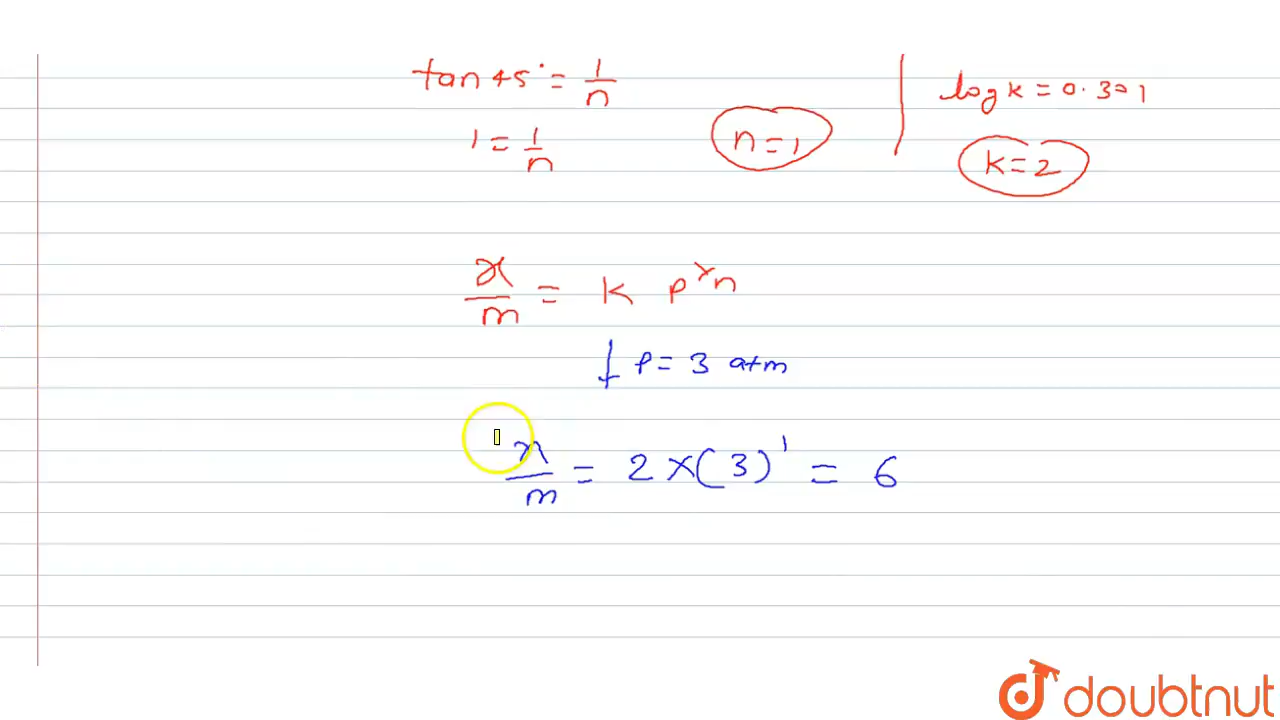 tan 45° = 1/n
1 = 1/n
n = 1
log k = 0.301
k = 2
x/m = k p^1/n
↓ P = 3 atm
x/m = 2 × (3)^1 = 6
doubtnut